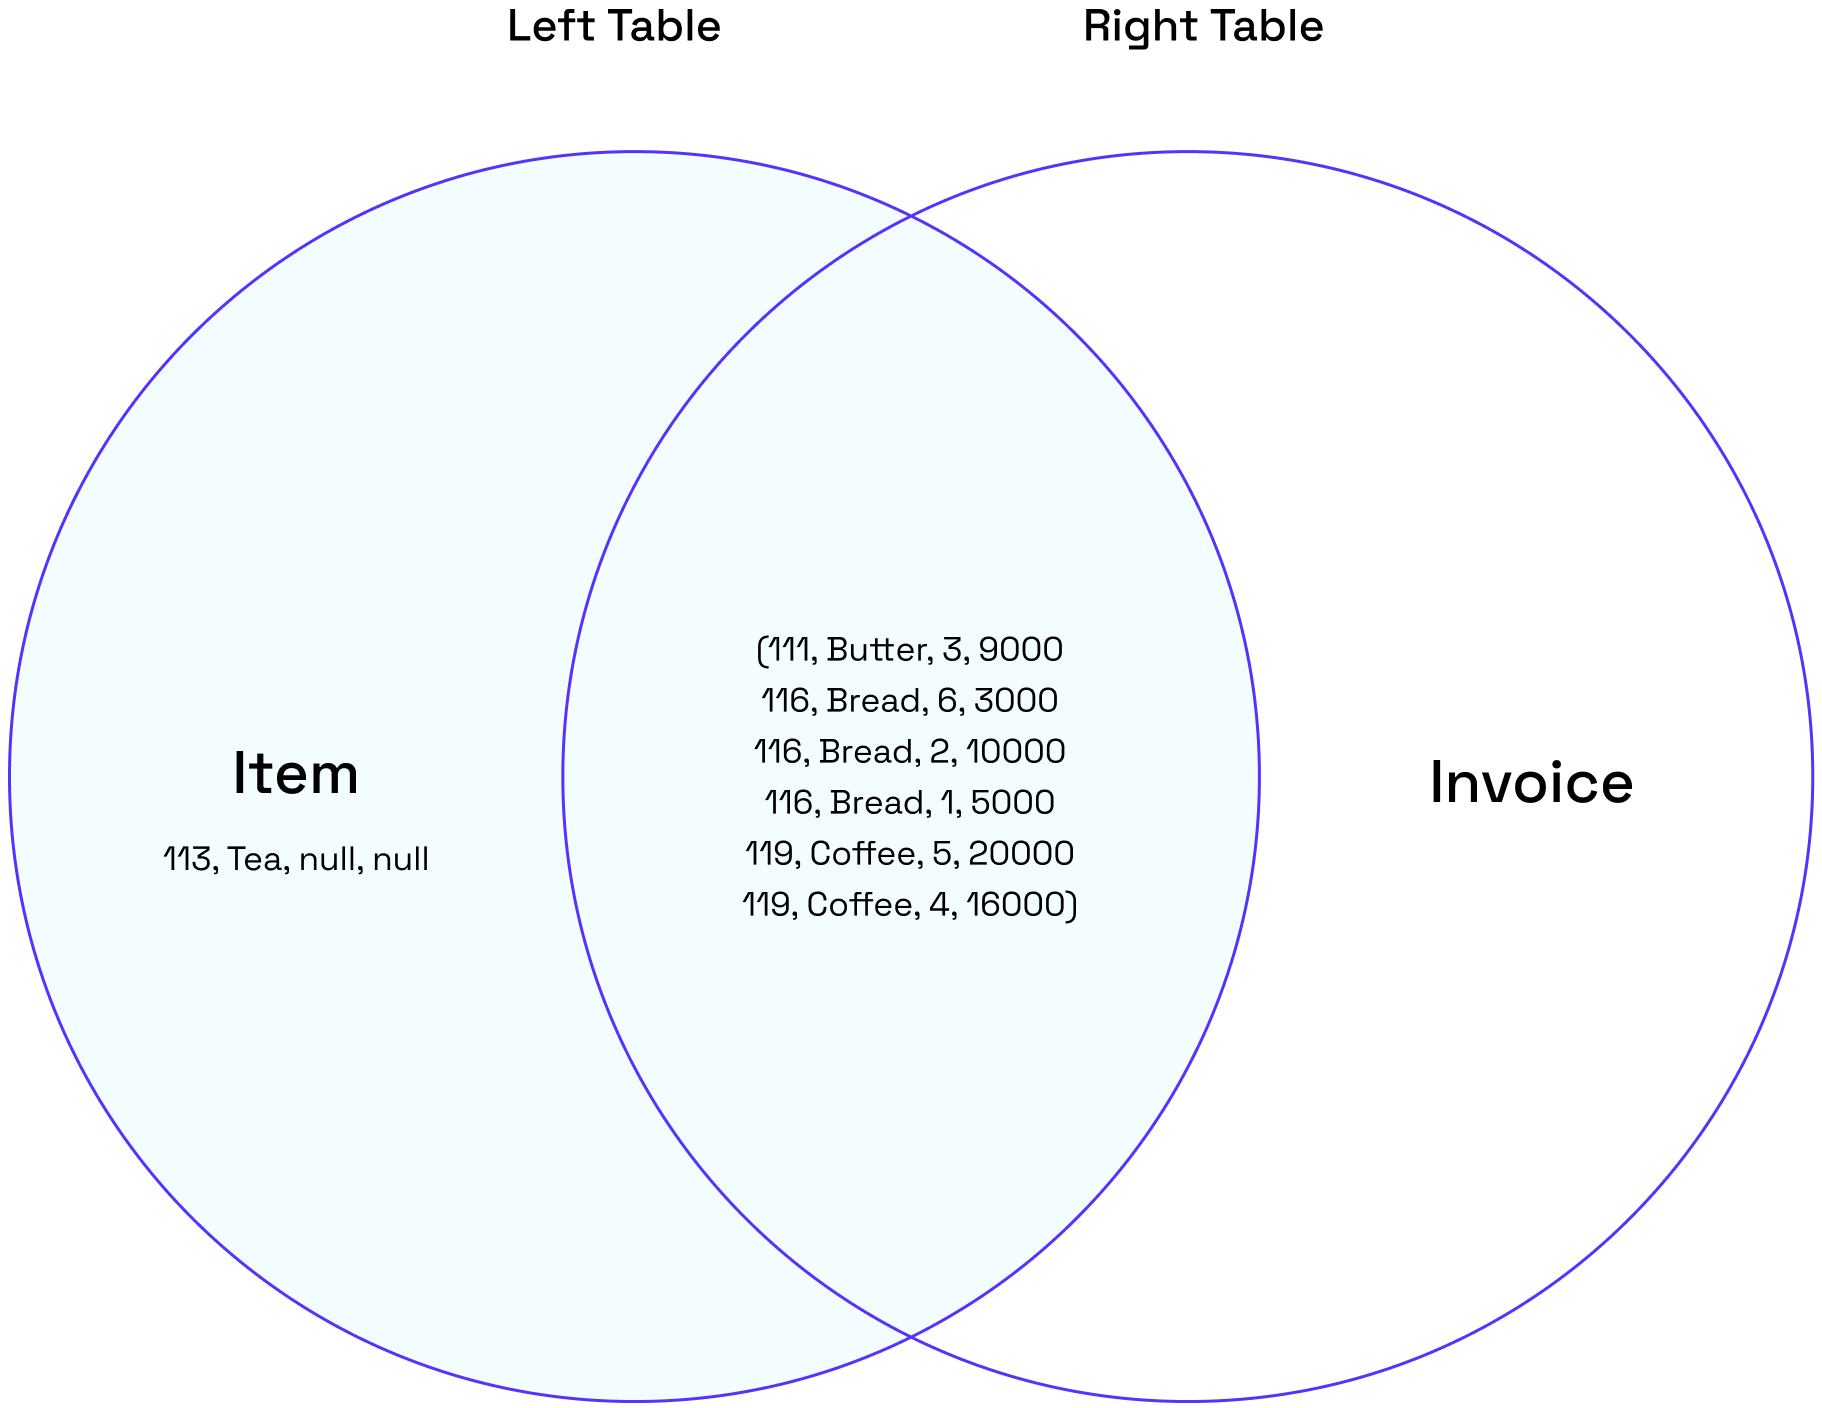 Left Table
Right Table
(111, Butter, 3, 9000
116, Bread, 6, 3000
116, Bread, 2, 10000
116, Bread, 1, 5000
119, Coffee, 5, 20000
119, Coffee, 4, 16000)
Item
113, Tea, null, null
Invoice